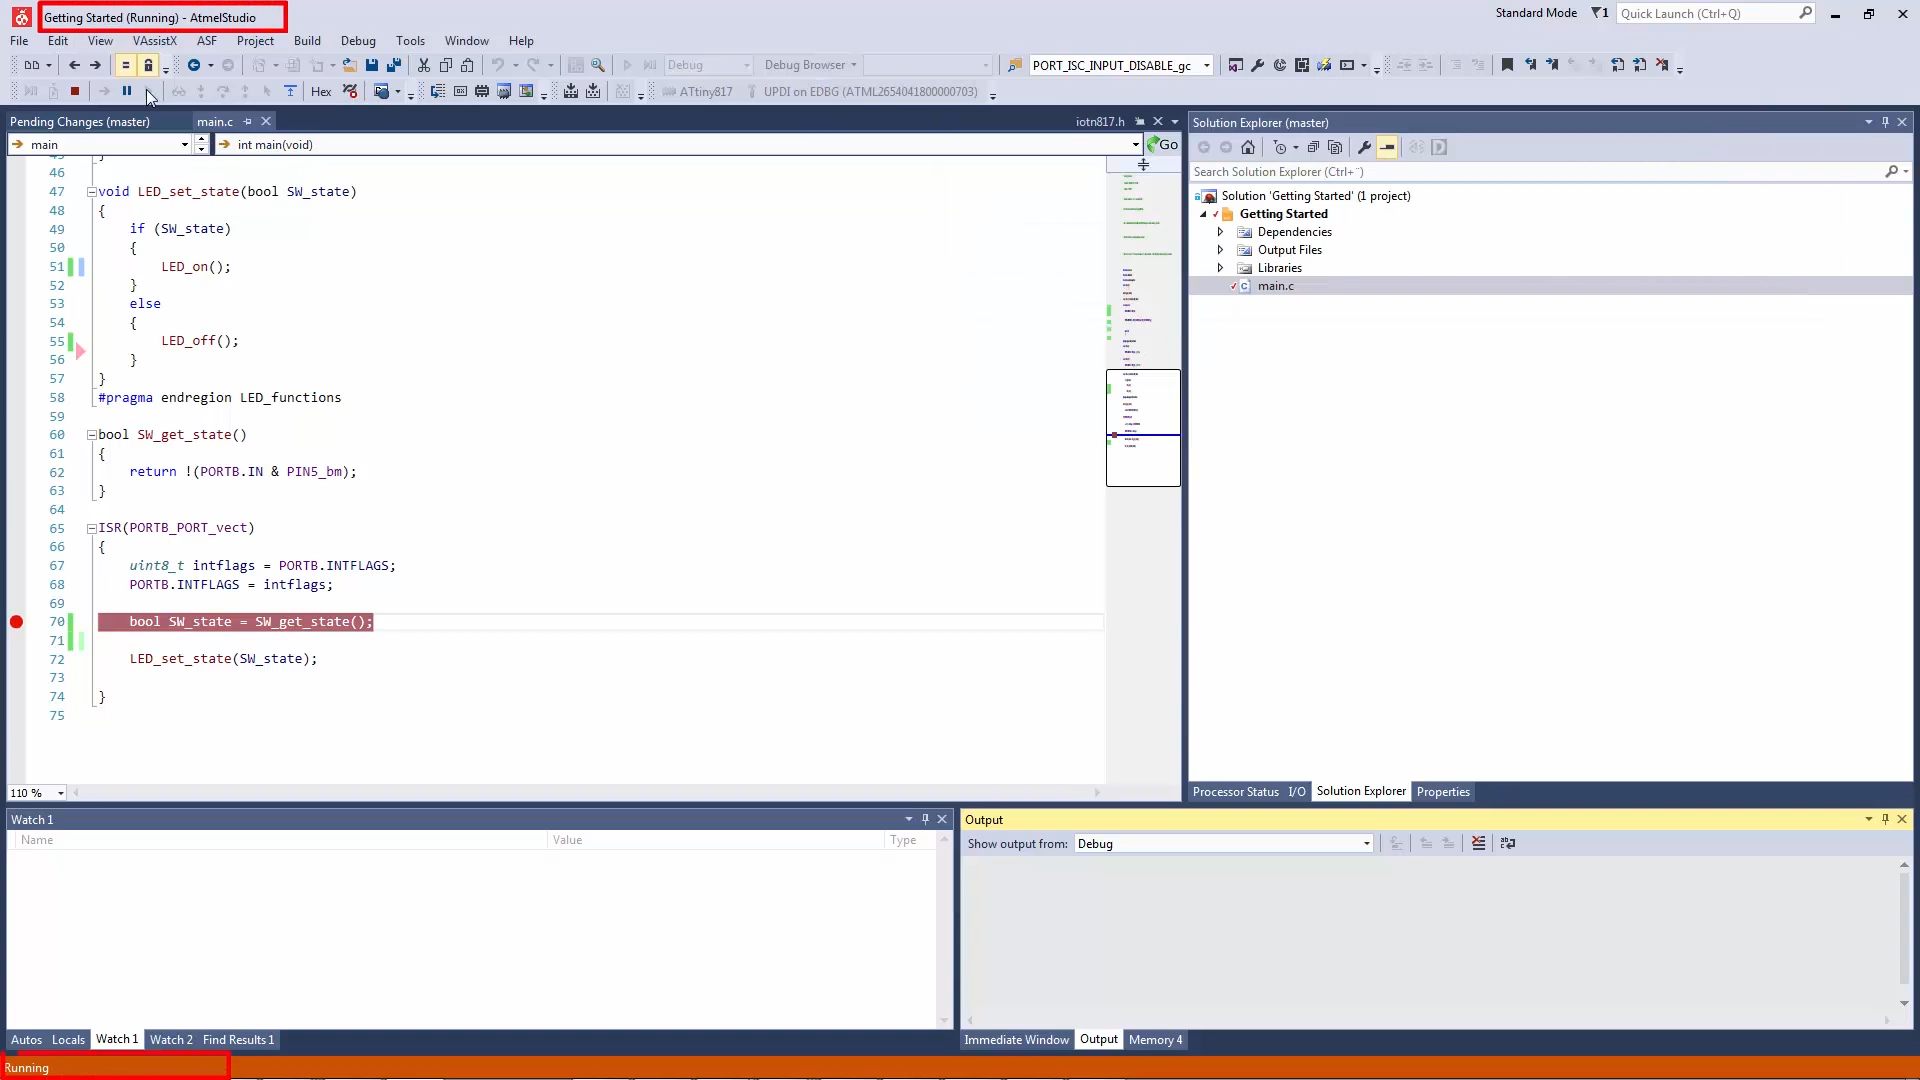 Getting Started (Running) - AtmelStudio
Standard Mode
1
Quick Launch (Ctrl+Q)
File Edit View VAssistX ASF Project Build Debug Tools Window Help
Debug
Debug Browser
PORT_ISC_INPUT_DISABLE_gc
Hex
ATtiny817
UPDI on EDBG (ATML2654041800000703)
Pending Changes (master)
main.c
iotn817.h
main
int main(void)
Go
45 }
46
47 void LED_set_state(bool SW_state)
48 {
49 if (SW_state)
50 {
51 LED_on();
52 }
53 else
54 {
55 LED_off();
56 }
57 }
58 #pragma endregion LED_functions
59
60 bool SW_get_state()
61 {
62 return !(PORTB.IN & PIN5_bm);
63 }
64
65 ISR(PORTB_PORT_vect)
66 {
67 uint8_t intflags = PORTB.INTFLAGS;
68 PORTB.INTFLAGS = intflags;
69
70 bool SW_state = SW_get_state();
71
72 LED_set_state(SW_state);
73
74 }
75
110 %
Solution Explorer (master)
Search Solution Explorer (Ctrl+¨)
Solution 'Getting Started' (1 project)
Getting Started
Dependencies
Output Files
Libraries
main.c
Processor Status I/O Solution Explorer Properties
Watch 1
Name Value Type
Autos Locals Watch 1 Watch 2 Find Results 1
Output
Show output from: Debug
Immediate Window Output Memory 4
Running